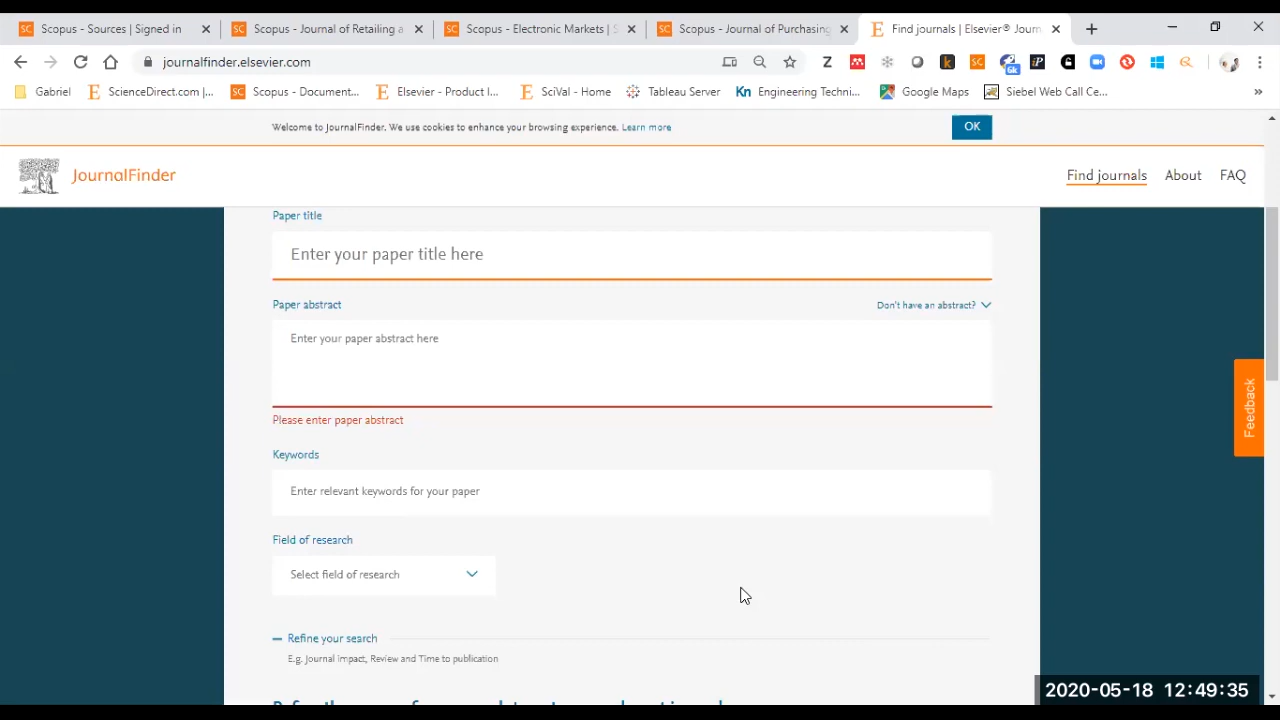 Scopus - Sources | Signed in
Scopus - Journal of Retailing a
Scopus - Electronic Markets | S
Scopus - Journal of Purchasing
Find journals | Elsevier® Journ
journalfinder.elsevier.com
Gabriel
ScienceDirect.com |...
Scopus - Document...
Elsevier - Product I...
SciVal - Home
Tableau Server
Kn Engineering Techni...
Google Maps
Siebel Web Call Ce...
Welcome to JournalFinder. We use cookies to enhance your browsing experience. Learn more
OK
JournalFinder
Find journals
About
FAQ
Paper title
Enter your paper title here
Paper abstract
Don't have an abstract?
Enter your paper abstract here
Please enter paper abstract
Feedback
Keywords
Enter relevant keywords for your paper
Field of research
Select field of research
Refine your search
E.g. Journal impact, Review and Time to publication
2020-05-18 12:49:35